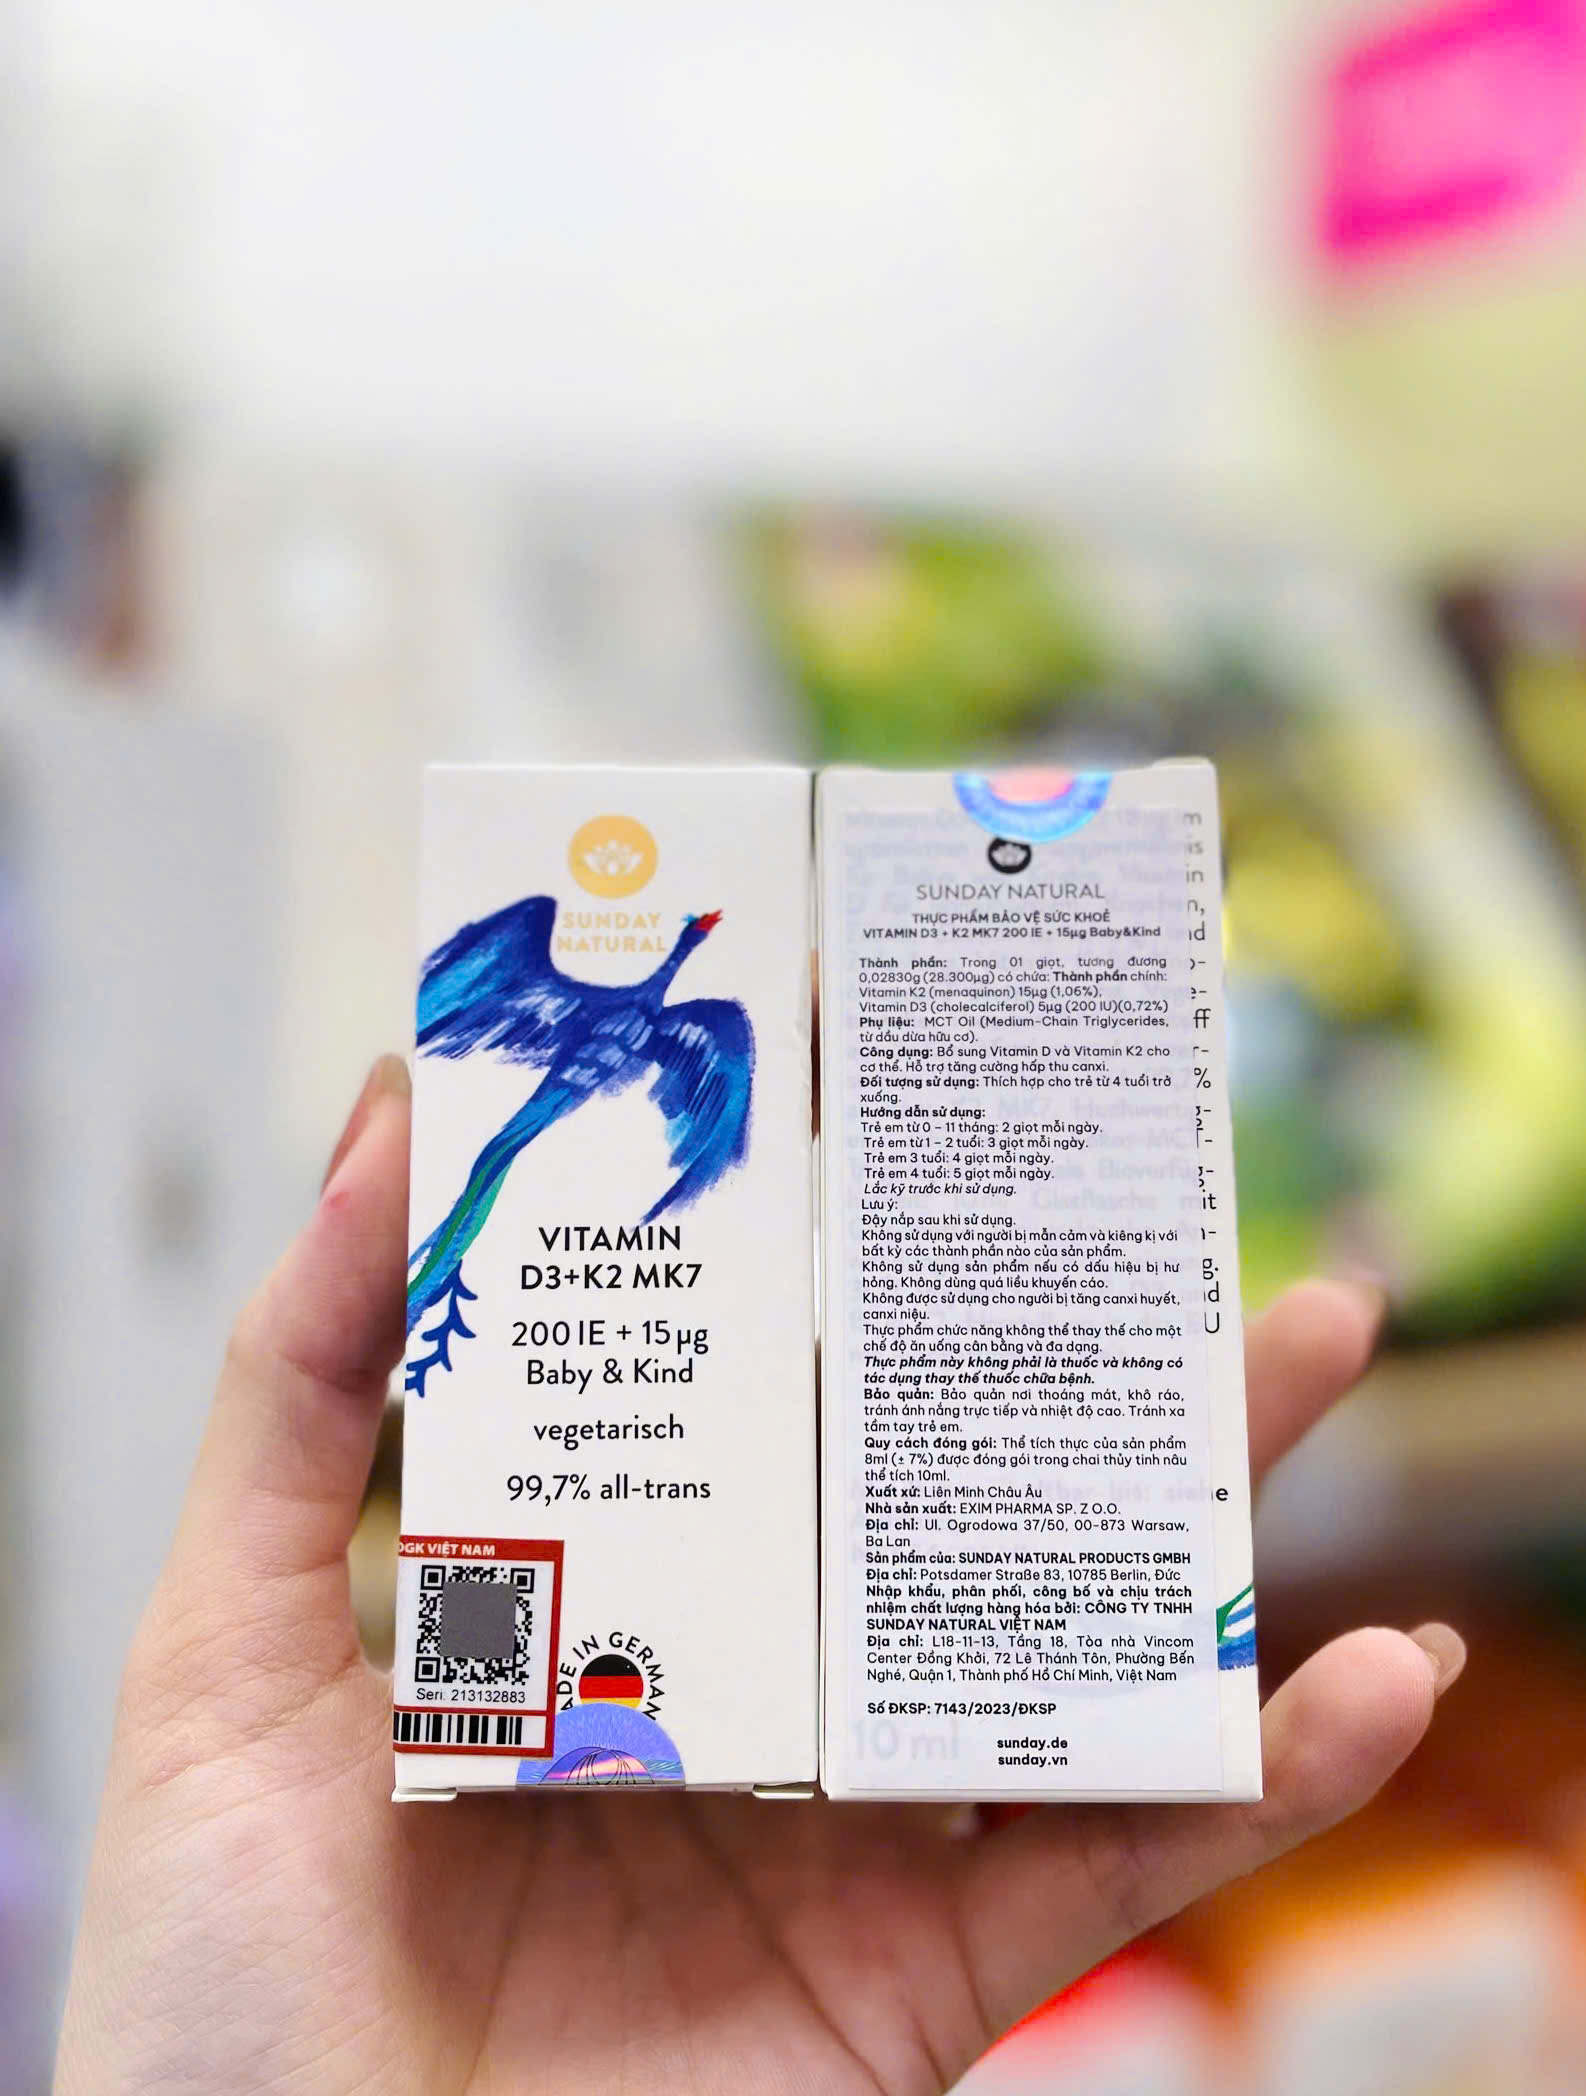 SUNDAY
NATURAL
VITAMIN
D3+K2 MK7
200 IE + 15 µg
Baby & Kind
vegetarisch
99,7% all-trans
ĐGK VIỆT NAM
Seri: 213132883
MADE IN GERMAN
SUNDAY NATURAL
THỰC PHẨM BẢO VỆ SỨC KHOẺ
VITAMIN D3 + K2 MK7 200 IE + 15µg Baby&Kind
Thành phần: Trong 01 giọt, tương đương
0,02830g (28.300µg) có chứa: Thành phần chính:
Vitamin K2 (menaquinon) 15µg (1,06%),
Vitamin D3 (cholecalciferol) 5µg (200 IU)(0,72%)
Phụ liệu: MCT Oil (Medium-Chain Triglycerides,
từ dầu dừa hữu cơ).
Công dụng: Bổ sung Vitamin D và Vitamin K2 cho
cơ thể. Hỗ trợ tăng cường hấp thu canxi.
Đối tượng sử dụng: Thích hợp cho trẻ từ 4 tuổi trở
xuống.
Hướng dẫn sử dụng:
Trẻ em từ 0 – 11 tháng: 2 giọt mỗi ngày.
Trẻ em từ 1 – 2 tuổi: 3 giọt mỗi ngày.
Trẻ em 3 tuổi: 4 giọt mỗi ngày.
Trẻ em 4 tuổi: 5 giọt mỗi ngày.
Lắc kỹ trước khi sử dụng.
Lưu ý:
Đậy nắp sau khi sử dụng.
Không sử dụng với người bị mẫn cảm và kiêng kị với
bất kỳ các thành phần nào của sản phẩm.
Không sử dụng sản phẩm nếu có dấu hiệu bị hư
hỏng. Không dùng quá liều khuyến cáo.
Không được sử dụng cho người bị tăng canxi huyết,
canxi niệu.
Thực phẩm chức năng không thể thay thế cho một
chế độ ăn uống cân bằng và đa dạng.
Thực phẩm này không phải là thuốc và không có
tác dụng thay thế thuốc chữa bệnh.
Bảo quản: Bảo quản nơi thoáng mát, khô ráo,
tránh ánh nắng trực tiếp và nhiệt độ cao. Tránh xa
tầm tay trẻ em.
Quy cách đóng gói: Thể tích thực của sản phẩm
8ml (± 7%) được đóng gói trong chai thủy tinh nâu
thể tích 10ml.
Xuất xứ: Liên Minh Châu Âu
Nhà sản xuất: EXIM PHARMA SP. Z O.O.
Địa chỉ: Ul. Ogrodowa 37/50, 00-873 Warsaw,
Ba Lan
Sản phẩm của: SUNDAY NATURAL PRODUCTS GMBH
Địa chỉ: Potsdamer Straße 83, 10785 Berlin, Đức
Nhập khẩu, phân phối, công bố và chịu trách
nhiệm chất lượng hàng hóa bởi: CÔNG TY TNHH
SUNDAY NATURAL VIỆT NAM
Địa chỉ: L18-11-13, Tầng 18, Tòa nhà Vincom
Center Đồng Khởi, 72 Lê Thánh Tôn, Phường Bến
Nghé, Quận 1, Thành phố Hồ Chí Minh, Việt Nam
Số ĐKSP: 7143/2023/ĐKSP
10 ml
sunday.de
sunday.vn